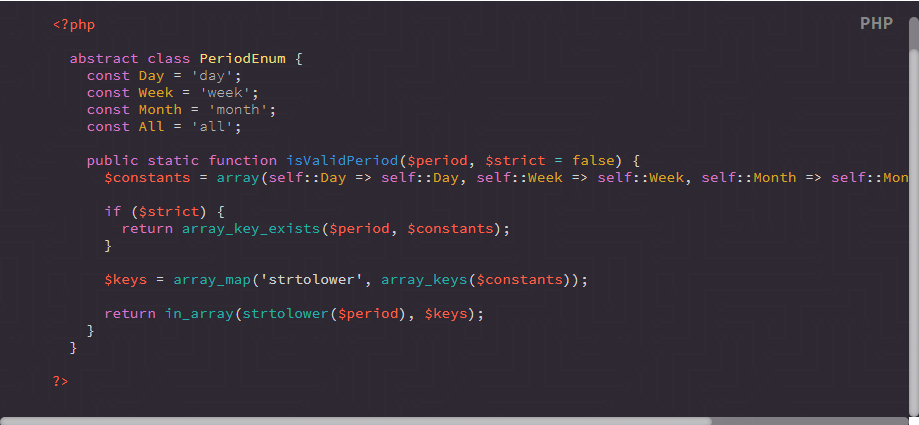 PHP
<?php
abstract class PeriodEnum {
const Day = 'day';
const Week = 'week';
const Month = 'month';
const All = 'all';
public static function isValidPeriod($period, $strict = false) {
$constants = array(self::Day => self::Day, self::Week => self::Week, self::Month => self::Mon
if ($strict) {
return array_key_exists($period, $constants);
}
$keys = array_map('strtolower', array_keys($constants));
return in_array(strtolower($period), $keys);
}
}
?>